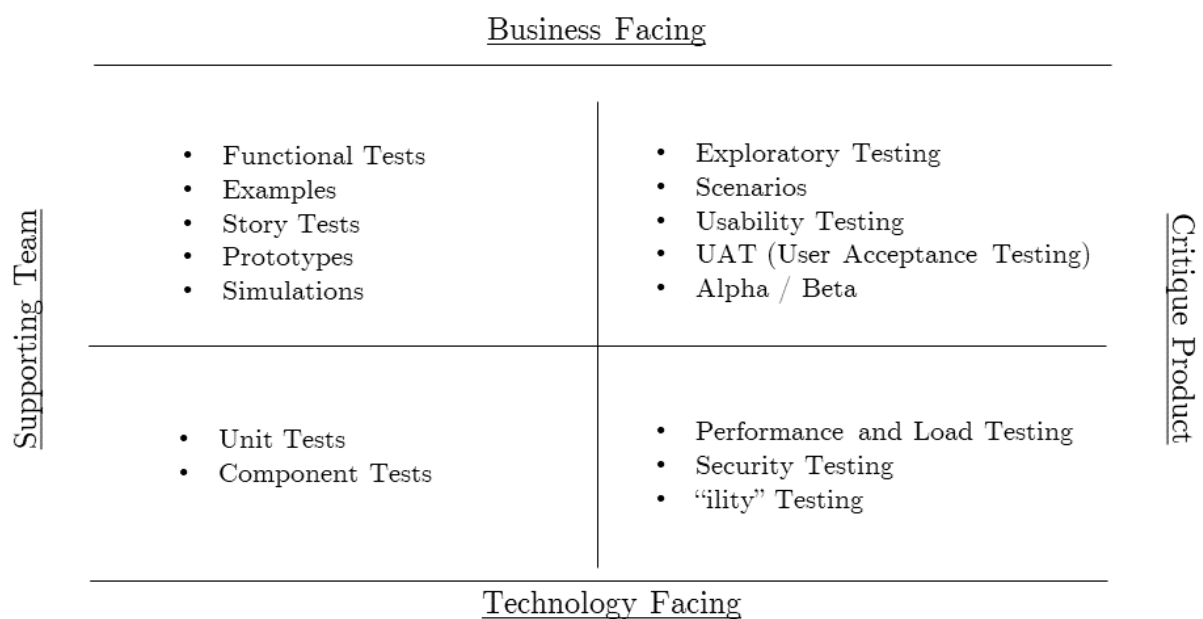 Business Facing
Supporting Team
• Functional Tests
• Examples
• Story Tests
• Prototypes
• Simulations
• Exploratory Testing
• Scenarios
• Usability Testing
• UAT (User Acceptance Testing)
• Alpha / Beta
Critique Product
• Unit Tests
• Component Tests
• Performance and Load Testing
• Security Testing
• “ility” Testing
Technology Facing